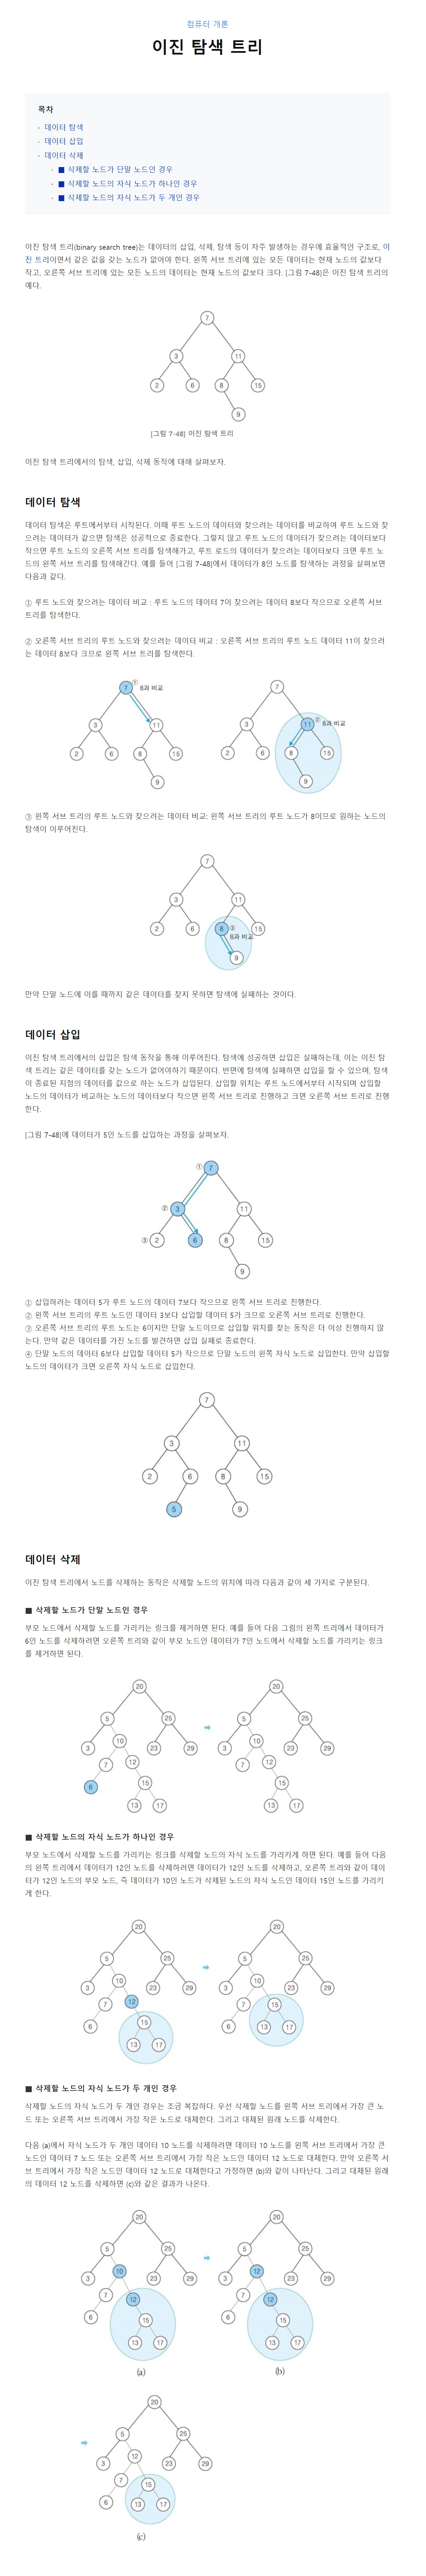 컴퓨터 개론
이진 탐색 트리
목차
· 데이터 탐색
· 데이터 삽입
· 데이터 삭제
· ■ 삭제할 노드가 단말 노드인 경우
· ■ 삭제할 노드의 자식 노드가 하나인 경우
· ■ 삭제할 노드의 자식 노드가 두 개인 경우
이진 탐색 트리(binary search tree)는 데이터의 삽입, 삭제, 탐색 등이 자주 발생하는 경우에 효율적인 구조로, 이
진 트리이면서 같은 값을 갖는 노드가 없어야 한다. 왼쪽 서브 트리에 있는 모든 데이터는 현재 노드의 값보다
작고, 오른쪽 서브 트리에 있는 모든 노드의 데이터는 현재 노드의 값보다 크다. [그림 7-48]은 이진 탐색 트리의
예다.
7
3 11
2 6 8 15
9
[그림 7-48] 이진 탐색 트리
이진 탐색 트리에서의 탐색, 삽입, 삭제 동작에 대해 살펴보자.
데이터 탐색
데이터 탐색은 루트에서부터 시작된다. 이때 루트 노드의 데이터와 찾으려는 데이터를 비교하여 루트 노드와 찾
으려는 데이터가 같으면 탐색은 성공적으로 종료한다. 그렇지 않고 루트 노드의 데이터가 찾으려는 데이터보다
작으면 루트 노드의 오른쪽 서브 트리를 탐색해가고, 루트 로드의 데이터가 찾으려는 데이터보다 크면 루트 노
드의 왼쪽 서브 트리를 탐색해간다. 예를 들어 [그림 7-48]에서 데이터가 8인 노드를 탐색하는 과정을 살펴보면
다음과 같다.
① 루트 노드와 찾으려는 데이터 비교 : 루트 노드의 데이터 7이 찾으려는 데이터 8보다 작으므로 오른쪽 서브
트리를 탐색한다.
② 오른쪽 서브 트리의 루트 노드와 찾으려는 데이터 비교 : 오른쪽 서브 트리의 루트 노드 데이터 11이 찾으려
는 데이터 8보다 크므로 왼쪽 서브 트리를 탐색한다.
7 ① 8과 비교
3 11
2 6 8 15
9
7
3 11 ② 8과 비교
2 6 8 15
9
③ 왼쪽 서브 트리의 루트 노드와 찾으려는 데이터 비교: 왼쪽 서브 트리의 루트 노드가 8이므로 원하는 노드의
탐색이 이루어진다.
7
3 11
2 6 8 ③ 15
8과 비교
9
만약 단말 노드에 이를 때까지 같은 데이터를 찾지 못하면 탐색에 실패하는 것이다.
데이터 삽입
이진 탐색 트리에서의 삽입은 탐색 동작을 통해 이루어진다. 탐색에 성공하면 삽입은 실패하는데, 이는 이진 탐
색 트리는 같은 데이터를 갖는 노드가 없어야하기 때문이다. 반면에 탐색에 실패하면 삽입을 할 수 있으며, 탐색
이 종료된 지점의 데이터를 값으로 하는 노드가 삽입된다. 삽입할 위치는 루트 노드에서부터 시작되며 삽입할
노드의 데이터가 비교하는 노드의 데이터보다 작으면 왼쪽 서브 트리로 진행하고 크면 오른쪽 서브 트리로 진행
한다.
[그림 7-48]에 데이터가 5인 노드를 삽입하는 과정을 살펴보자.
① 7
② 3 11
③ 2 6 8 15
9
① 삽입하려는 데이터 5가 루트 노드의 데이터 7보다 작으므로 왼쪽 서브 트리로 진행한다.
② 왼쪽 서브 트리의 루트 노드인 데이터 3보다 삽입할 데이터 5가 크므로 오른쪽 서브 트리로 진행한다.
③ 오른쪽 서브 트리의 루트 노드는 6이지만 단말 노드이므로 삽입할 위치를 찾는 동작은 더 이상 진행하지 않
는다. 만약 같은 데이터를 가진 노드를 발견하면 삽입 실패로 종료한다.
④ 단말 노드의 데이터 6보다 삽입할 데이터 5가 작으므로 단말 노드의 왼쪽 자식 노드로 삽입한다. 만약 삽입할
노드의 데이터가 크면 오른쪽 자식 노드로 삽입한다.
7
3 11
2 6 8 15
5 9
데이터 삭제
이진 탐색 트리에서 노드를 삭제하는 동작은 삭제할 노드의 위치에 따라 다음과 같이 세 가지로 구분된다.
■ 삭제할 노드가 단말 노드인 경우
부모 노드에서 삭제할 노드를 가리키는 링크를 제거하면 된다. 예를 들어 다음 그림의 왼쪽 트리에서 데이터가
6인 노드를 삭제하려면 오른쪽 트리와 같이 부모 노드인 데이터가 7인 노드에서 삭제할 노드를 가리키는 링크
를 제거하면 된다.
20
5 25
3 10 23 29
7 12
6 15
13 17
20
5 25
3 10 23 29
7 12
15
13 17
■ 삭제할 노드의 자식 노드가 하나인 경우
부모 노드에서 삭제할 노드를 가리키는 링크를 삭제할 노드의 자식 노드를 가리키게 하면 된다. 예를 들어 다음
의 왼쪽 트리에서 데이터가 12인 노드를 삭제하려면 데이터가 12인 노드를 삭제하고, 오른쪽 트리와 같이 데이
터가 12인 노드의 부모 노드, 즉 데이터가 10인 노드가 삭제된 노드의 자식 노드인 데이터 15인 노드를 가리키
게 한다.
20
5 25
3 10 23 29
7 12
6 15
13 17
20
5 25
3 10 23 29
7 15
6 13 17
■ 삭제할 노드의 자식 노드가 두 개인 경우
삭제할 노드의 자식 노드가 두 개인 경우는 조금 복잡하다. 우선 삭제할 노드를 왼쪽 서브 트리에서 가장 큰 노
드 또는 오른쪽 서브 트리에서 가장 작은 노드로 대체한다. 그리고 대체된 원래 노드를 삭제한다.
다음 (a)에서 자식 노드가 두 개인 데이터 10 노드를 삭제하려면 데이터 10 노드를 왼쪽 서브 트리에서 가장 큰
노드인 데이터 7 노드 또는 오른쪽 서브 트리에서 가장 작은 노드인 데이터 12 노드로 대체한다. 만약 오른쪽 서
브 트리에서 가장 작은 노드인 데이터 12 노드로 대체한다고 가정하면 (b)와 같이 나타난다. 그리고 대체된 원래
의 데이터 12 노드를 삭제하면 (c)와 같은 결과가 나온다.
20
5 25
3 10 23 29
7 12
6 15
13 17
(a)
20
5 25
3 12 23 29
7 12
6 15
13 17
(b)
20
5 25
3 12 23 29
7 15
6 13 17
(c)